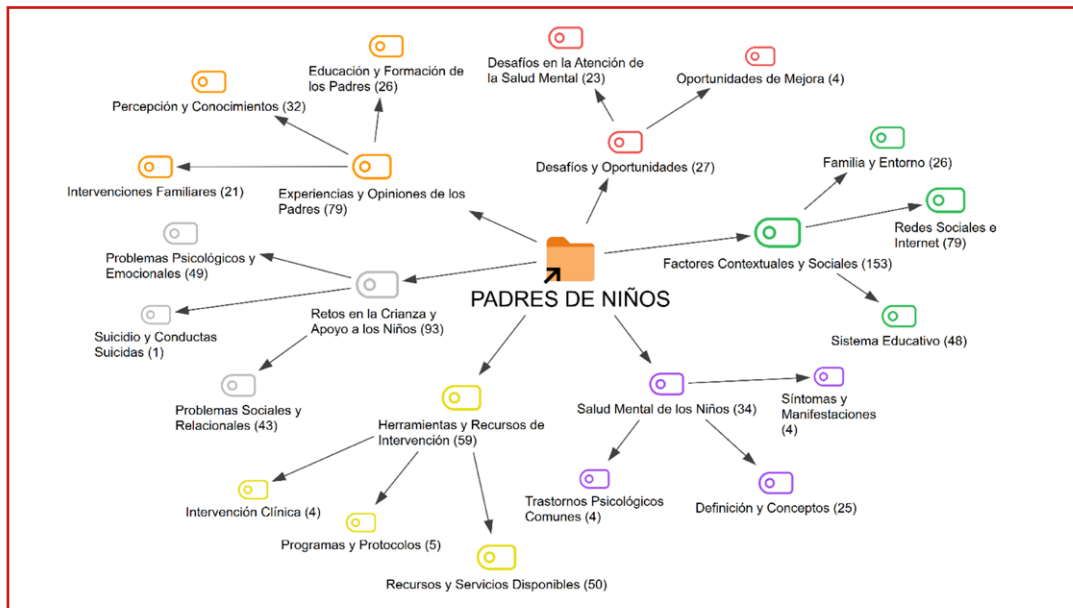 Educación y Formación de
los Padres (26)
Percepción y Conocimientos (32)
Intervenciones Familiares (21)
Experiencias y Opiniones de los
Padres (79)
Desafíos en la Atención de
la Salud Mental (23)
Oportunidades de Mejora (4)
Desafíos y Oportunidades (27)
Familia y Entorno (26)
Redes Sociales e
Internet (79)
Factores Contextuales y Sociales (153)
Sistema Educativo (48)
PADRES DE NIÑOS
Problemas Psicológicos y
Emocionales (49)
Retos en la Crianza y
Apoyo a los Niños (93)
Suicidio y Conductas
Suicidas (1)
Problemas Sociales y
Relacionales (43)
Herramientas y Recursos de
Intervención (59)
Intervención Clínica (4)
Programas y Protocolos (5)
Recursos y Servicios Disponibles (50)
Salud Mental de los Niños (34)
Síntomas y
Manifestaciones
(4)
Trastornos Psicológicos
Comunes (4)
Definición y Conceptos (25)